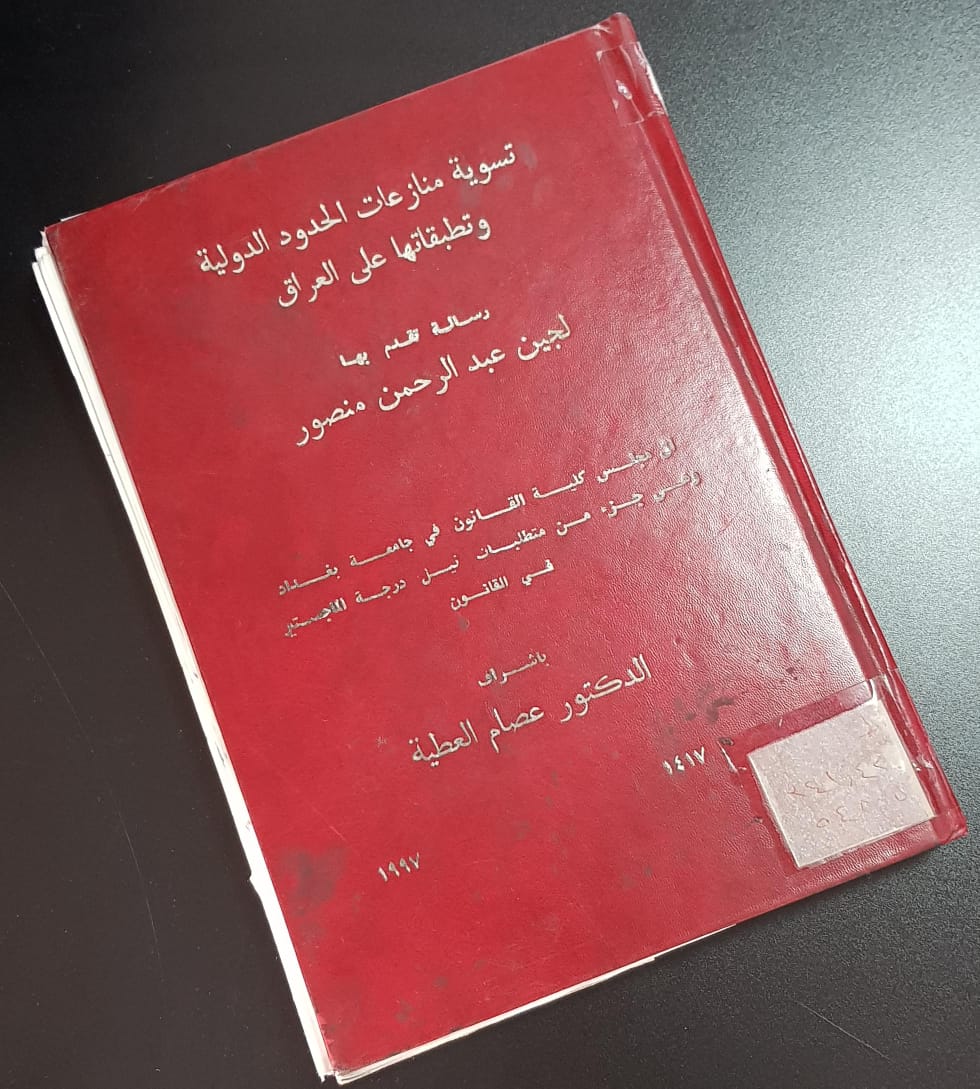 تسوية منازعات الحدود الدولية
وتطبقاتها على العراق
رسالة تقدم بها
لجين عبد الرحمن منصور
الى مجلس كلية القانون في جامعة بغداد
وهي جزء من متطلبات نيل درجة الماجستير
في القانون
باشراف
الدكتور عصام العطية
١٤١٧
١٩٩٧